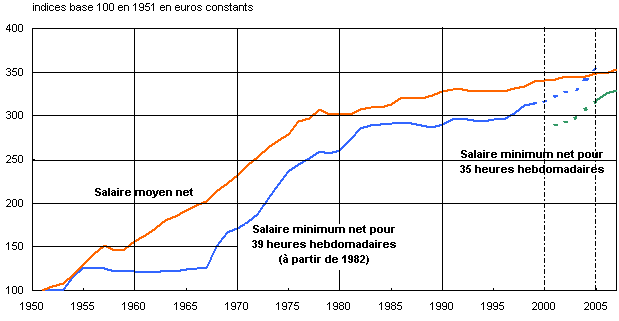 indices base 100 en 1951 en euros constants
400
350
300
250
200
150
100
Salaire moyen net
Salaire minimum net pour
39 heures hebdomadaires
(à partir de 1982)
Salaire minimum net pour
35 heures hebdomadaires
1950 1955 1960 1965 1970 1975 1980 1985 1990 1995 2000 2005